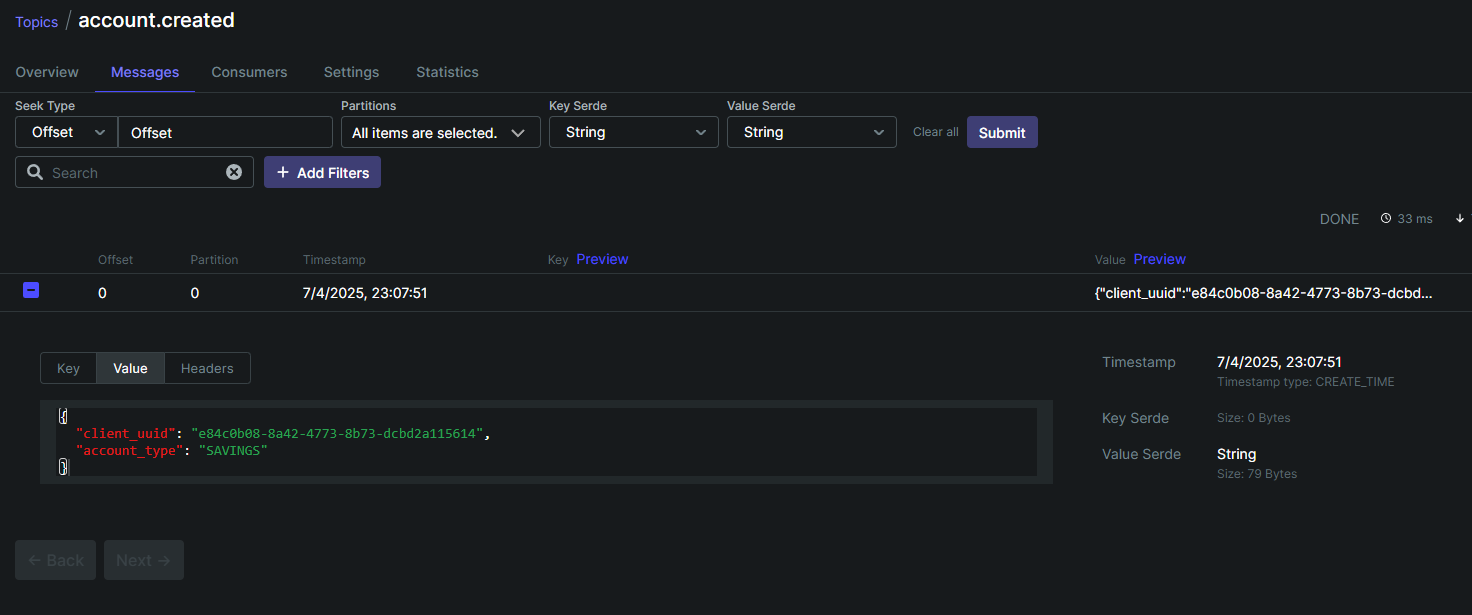 Topics / account.created
Overview Messages Consumers Settings Statistics
Seek Type Partitions Key Serde Value Serde
Offset Offset All items are selected. String String Clear all Submit
Search + Add Filters
DONE 33 ms
Offset Partition Timestamp Key Preview Value Preview
0 0 7/4/2025, 23:07:51 {"client_uuid":"e84c0b08-8a42-4773-8b73-dcbd...
Key Value Headers
{
"client_uuid": "e84c0b08-8a42-4773-8b73-dcbd2a115614",
"account_type": "SAVINGS"
}
Timestamp 7/4/2025, 23:07:51
Timestamp type: CREATE_TIME
Key Serde Size: 0 Bytes
Value Serde String
Size: 79 Bytes
← Back Next →